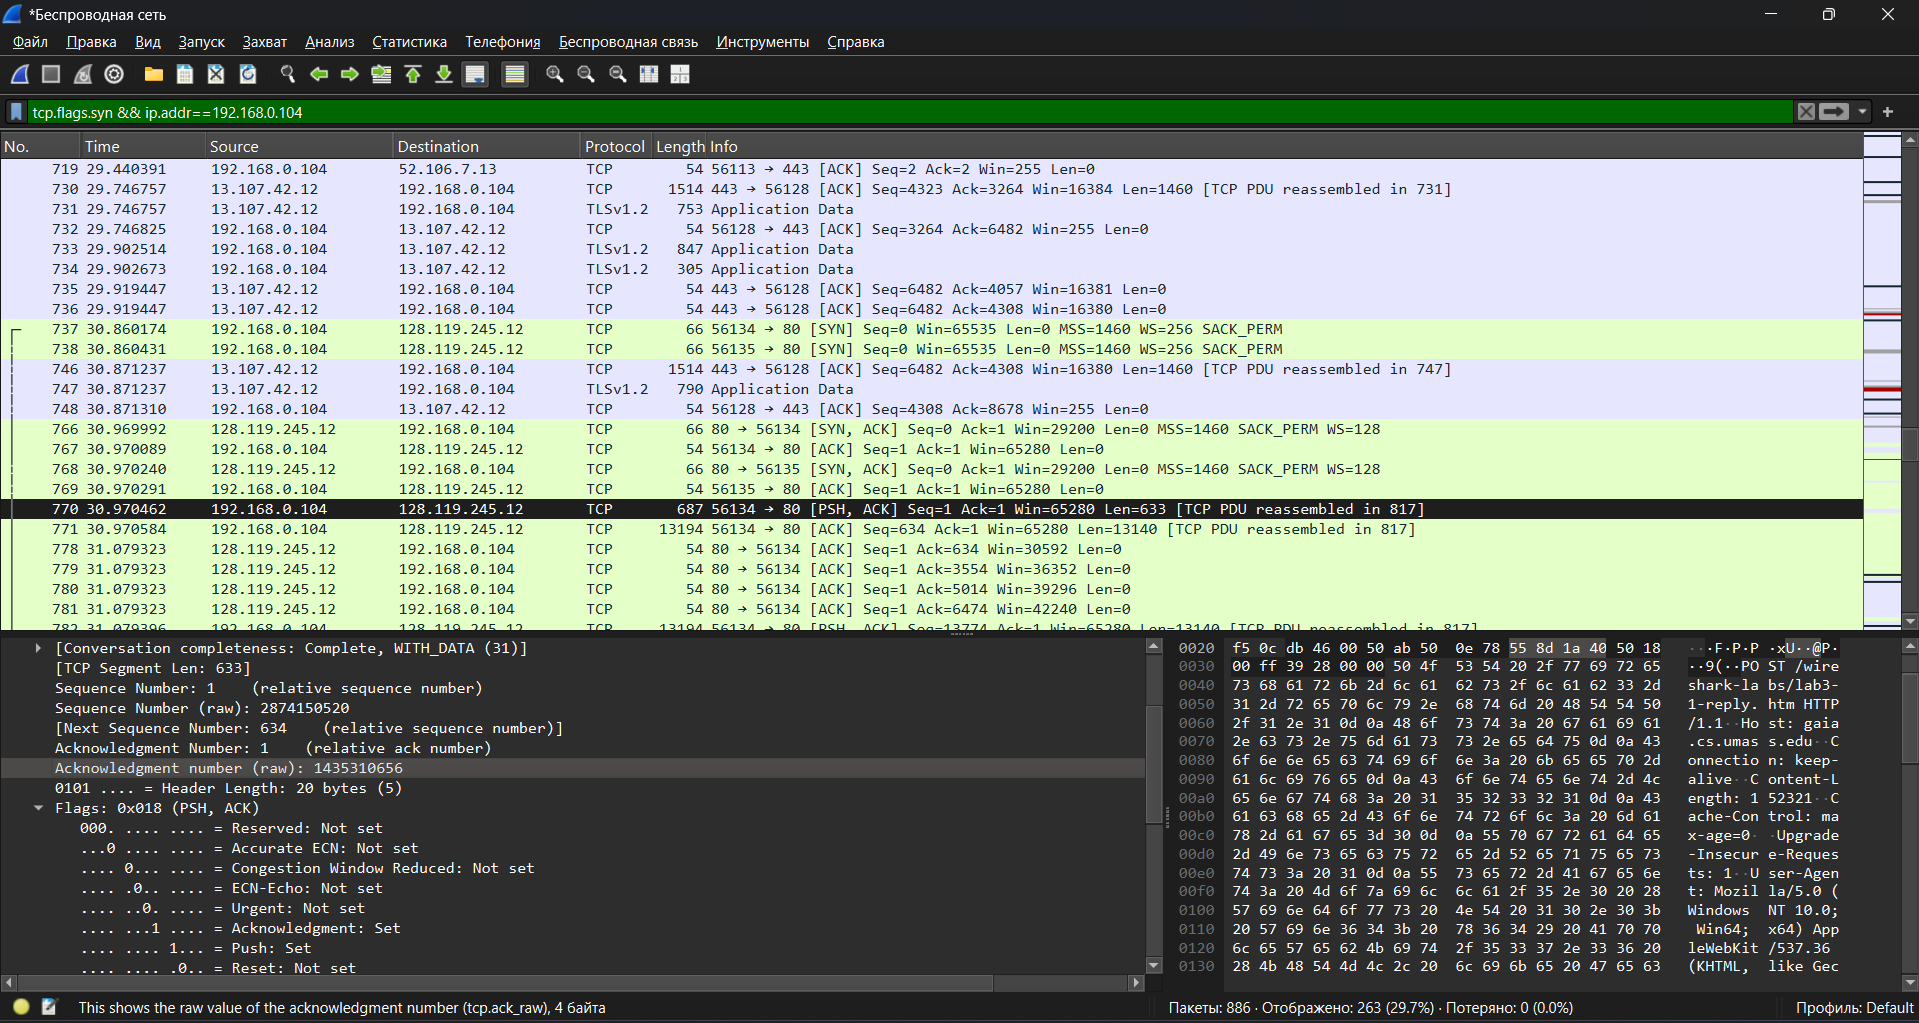 *Беспроводная сеть
Файл Правка Вид Запуск Захват Анализ Статистика Телефония Беспроводная связь Инструменты Справка
tcp.flags.syn && ip.addr==192.168.0.104
No. Time Source Destination Protocol Length Info
719 29.440391 192.168.0.104 52.106.7.13 TCP 54 56113 → 443 [ACK] Seq=2 Ack=2 Win=255 Len=0
730 29.746757 13.107.42.12 192.168.0.104 TCP 1514 443 → 56128 [ACK] Seq=4323 Ack=3264 Win=16384 Len=1460 [TCP PDU reassembled in 731]
731 29.746757 13.107.42.12 192.168.0.104 TLSv1.2 753 Application Data
732 29.746825 192.168.0.104 13.107.42.12 TCP 54 56128 → 443 [ACK] Seq=3264 Ack=6482 Win=255 Len=0
733 29.902514 192.168.0.104 13.107.42.12 TLSv1.2 847 Application Data
734 29.902673 192.168.0.104 13.107.42.12 TLSv1.2 305 Application Data
735 29.919447 13.107.42.12 192.168.0.104 TCP 54 443 → 56128 [ACK] Seq=6482 Ack=4057 Win=16381 Len=0
736 29.919447 13.107.42.12 192.168.0.104 TCP 54 443 → 56128 [ACK] Seq=6482 Ack=4308 Win=16380 Len=0
737 30.860174 192.168.0.104 128.119.245.12 TCP 66 56134 → 80 [SYN] Seq=0 Win=65535 Len=0 MSS=1460 WS=256 SACK_PERM
738 30.860431 192.168.0.104 128.119.245.12 TCP 66 56135 → 80 [SYN] Seq=0 Win=65535 Len=0 MSS=1460 WS=256 SACK_PERM
746 30.871237 13.107.42.12 192.168.0.104 TCP 1514 443 → 56128 [ACK] Seq=6482 Ack=4308 Win=16380 Len=1460 [TCP PDU reassembled in 747]
747 30.871237 13.107.42.12 192.168.0.104 TLSv1.2 790 Application Data
748 30.871310 192.168.0.104 13.107.42.12 TCP 54 56128 → 443 [ACK] Seq=4308 Ack=8678 Win=255 Len=0
766 30.969992 128.119.245.12 192.168.0.104 TCP 66 80 → 56134 [SYN, ACK] Seq=0 Ack=1 Win=29200 Len=0 MSS=1460 SACK_PERM WS=128
767 30.970089 192.168.0.104 128.119.245.12 TCP 54 56134 → 80 [ACK] Seq=1 Ack=1 Win=65280 Len=0
768 30.970240 128.119.245.12 192.168.0.104 TCP 66 80 → 56135 [SYN, ACK] Seq=0 Ack=1 Win=29200 Len=0 MSS=1460 SACK_PERM WS=128
769 30.970291 192.168.0.104 128.119.245.12 TCP 54 56135 → 80 [ACK] Seq=1 Ack=1 Win=65280 Len=0
770 30.970462 192.168.0.104 128.119.245.12 TCP 687 56134 → 80 [PSH, ACK] Seq=1 Ack=1 Win=65280 Len=633 [TCP PDU reassembled in 817]
771 30.970584 192.168.0.104 128.119.245.12 TCP 13194 56134 → 80 [ACK] Seq=634 Ack=1 Win=65280 Len=13140 [TCP PDU reassembled in 817]
778 31.079323 128.119.245.12 192.168.0.104 TCP 54 80 → 56134 [ACK] Seq=1 Ack=634 Win=30592 Len=0
779 31.079323 128.119.245.12 192.168.0.104 TCP 54 80 → 56134 [ACK] Seq=1 Ack=3554 Win=36352 Len=0
780 31.079323 128.119.245.12 192.168.0.104 TCP 54 80 → 56134 [ACK] Seq=1 Ack=5014 Win=39296 Len=0
781 31.079323 128.119.245.12 192.168.0.104 TCP 54 80 → 56134 [ACK] Seq=1 Ack=6474 Win=42240 Len=0
782 31.079396 192.168.0.104 128.119.245.12 TCP 13194 56134 → 80 [PSH, ACK] Seq=13774 Ack=1 Win=65280 Len=13140 [TCP PDU reassembled in 817]
[Conversation completeness: Complete, WITH_DATA (31)]
[TCP Segment Len: 633]
Sequence Number: 1 (relative sequence number)
Sequence Number (raw): 2874150520
[Next Sequence Number: 634 (relative sequence number)]
Acknowledgment Number: 1 (relative ack number)
Acknowledgment number (raw): 1435310656
0101 .... = Header Length: 20 bytes (5)
Flags: 0x018 (PSH, ACK)
000. .... .... = Reserved: Not set
...0 .... .... = Accurate ECN: Not set
.... 0... .... = Congestion Window Reduced: Not set
.... .0.. .... = ECN-Echo: Not set
.... ..0. .... = Urgent: Not set
.... ...1 .... = Acknowledgment: Set
.... .... 1... = Push: Set
.... .... .0.. = Reset: Not set
0020 f5 0c db 46 00 50 ab 50 0e 78 55 8d 1a 40 50 18 ···F·P·P ·xU··@P·
0030 00 ff 39 28 00 00 50 4f 53 54 20 2f 77 69 72 65 ··9(··PO ST /wire
0040 73 68 61 72 6b 2d 6c 61 62 73 2f 6c 61 62 33 2d shark-la bs/lab3-
0050 31 2d 72 65 70 6c 79 2e 68 74 6d 20 48 54 54 50 1-reply. htm HTTP
0060 2f 31 2e 31 0d 0a 48 6f 73 74 3a 20 67 61 69 61 /1.1··Ho st: gaia
0070 2e 63 73 2e 75 6d 61 73 73 2e 65 64 75 0d 0a 43 .cs.umas s.edu··C
0080 6f 6e 6e 65 63 74 69 6f 6e 3a 20 6b 65 65 70 2d onnectio n: keep-
0090 61 6c 69 76 65 0d 0a 43 6f 6e 74 65 6e 74 2d 4c alive··C ontent-L
00a0 65 6e 67 74 68 3a 20 31 35 32 33 32 31 0d 0a 43 ength: 1 52321··C
00b0 61 63 68 65 2d 43 6f 6e 74 72 6f 6c 3a 20 6d 61 ache-Con trol: ma
00c0 78 2d 61 67 65 3d 30 0d 0a 55 70 67 72 61 64 65 x-age=0· ·Upgrade
00d0 2d 49 6e 73 65 63 75 72 65 2d 52 65 71 75 65 73 -Insecur e-Reques
00e0 74 73 3a 20 31 0d 0a 55 73 65 72 2d 41 67 65 6e ts: 1··U ser-Agen
00f0 74 3a 20 4d 6f 7a 69 6c 6c 61 2f 35 2e 30 20 28 t: Mozil la/5.0 (
0100 57 69 6e 64 6f 77 73 20 4e 54 20 31 30 2e 30 3b Windows NT 10.0;
0110 20 57 69 6e 36 34 3b 20 78 36 34 29 20 41 70 70 Win64; x64) App
0120 6c 65 57 65 62 4b 69 74 2f 35 33 37 2e 33 36 20 leWebKit /537.36
0130 28 4b 48 54 4d 4c 2c 20 6c 69 6b 65 20 47 65 63 (KHTML, like Gec
This shows the raw value of the acknowledgment number (tcp.ack_raw), 4 байта Пакеты: 886 · Отображено: 263 (29.7%) · Потеряно: 0 (0.0%) Профиль: Default